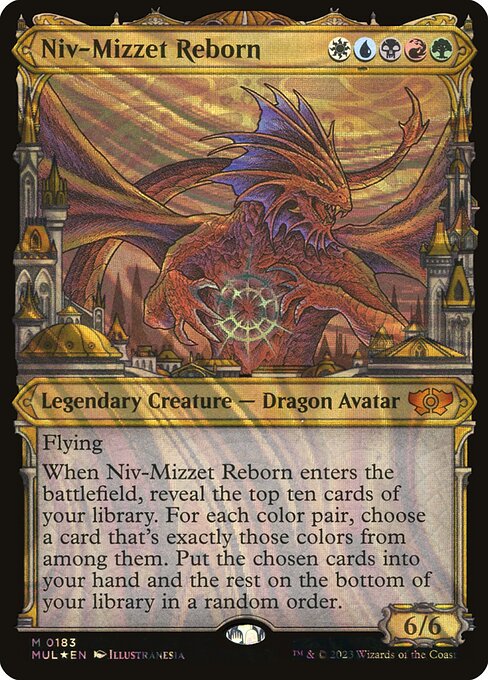 Niv-Mizzet Reborn
Legendary Creature — Dragon Avatar
Flying
When Niv-Mizzet Reborn enters the
battlefield, reveal the top ten cards of
your library. For each color pair, choose
a card that's exactly those colors from
among them. Put the chosen cards into
your hand and the rest on the bottom of
your library in a random order.
6/6
M 0183
MUL★EN Illustranesia
™ & © 2023 Wizards of the Coast